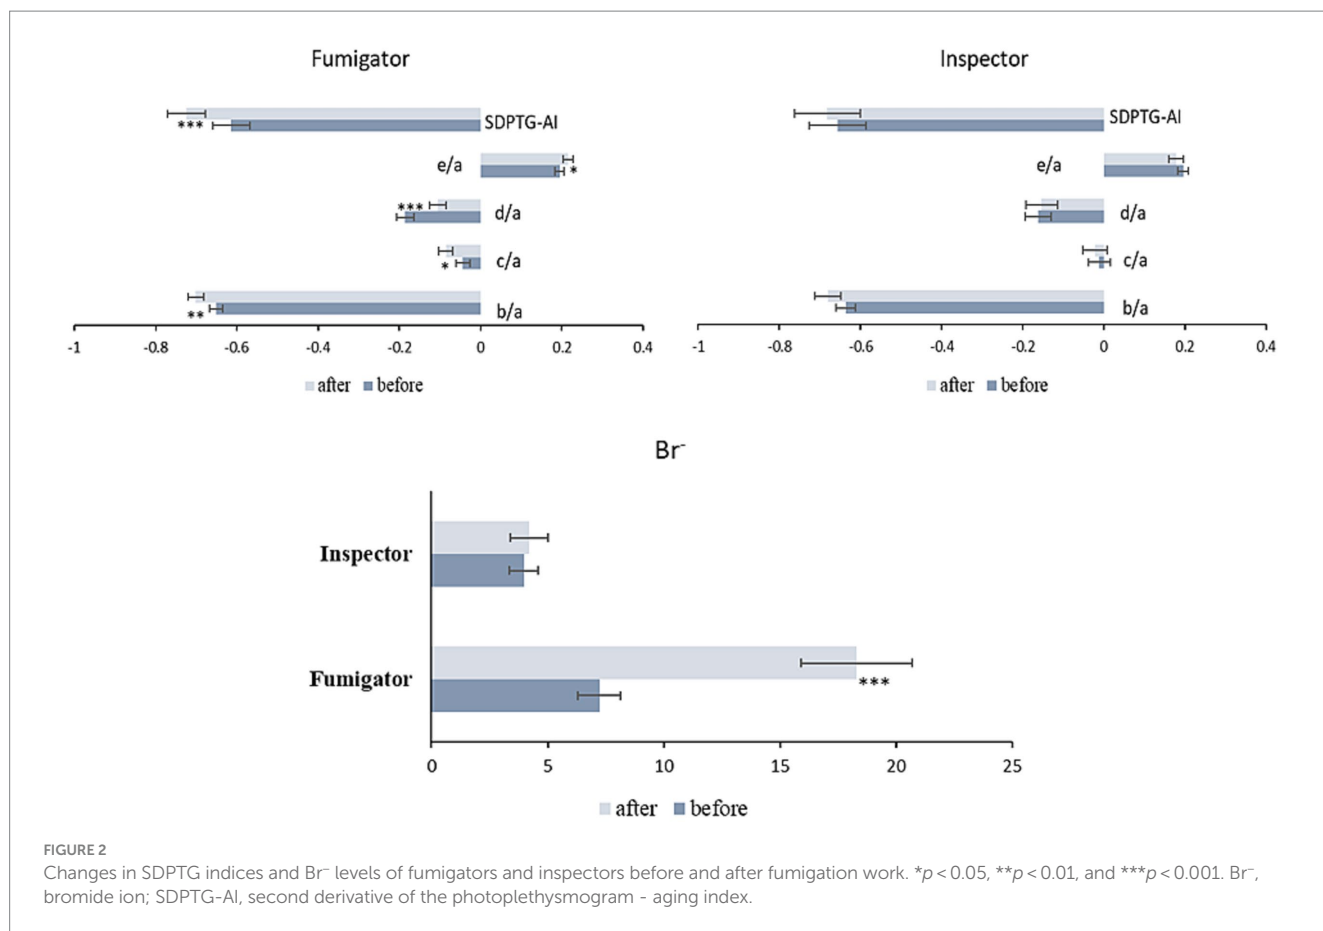 Fumigator
Inspector
*** SDPTG-AI
SDPTG-AI
e/a *
e/a
*** d/a
d/a
* c/a
c/a
** b/a
b/a
-1 -0.8 -0.6 -0.4 -0.2 0 0.2 0.4
-1 -0.8 -0.6 -0.4 -0.2 0 0.2 0.4
after before
after before
Br⁻
Inspector
Fumigator ***
0 5 10 15 20 25
after before
FIGURE 2
Changes in SDPTG indices and Br⁻ levels of fumigators and inspectors before and after fumigation work. *p < 0.05, **p < 0.01, and ***p < 0.001. Br⁻,
bromide ion; SDPTG-AI, second derivative of the photoplethysmogram - aging index.